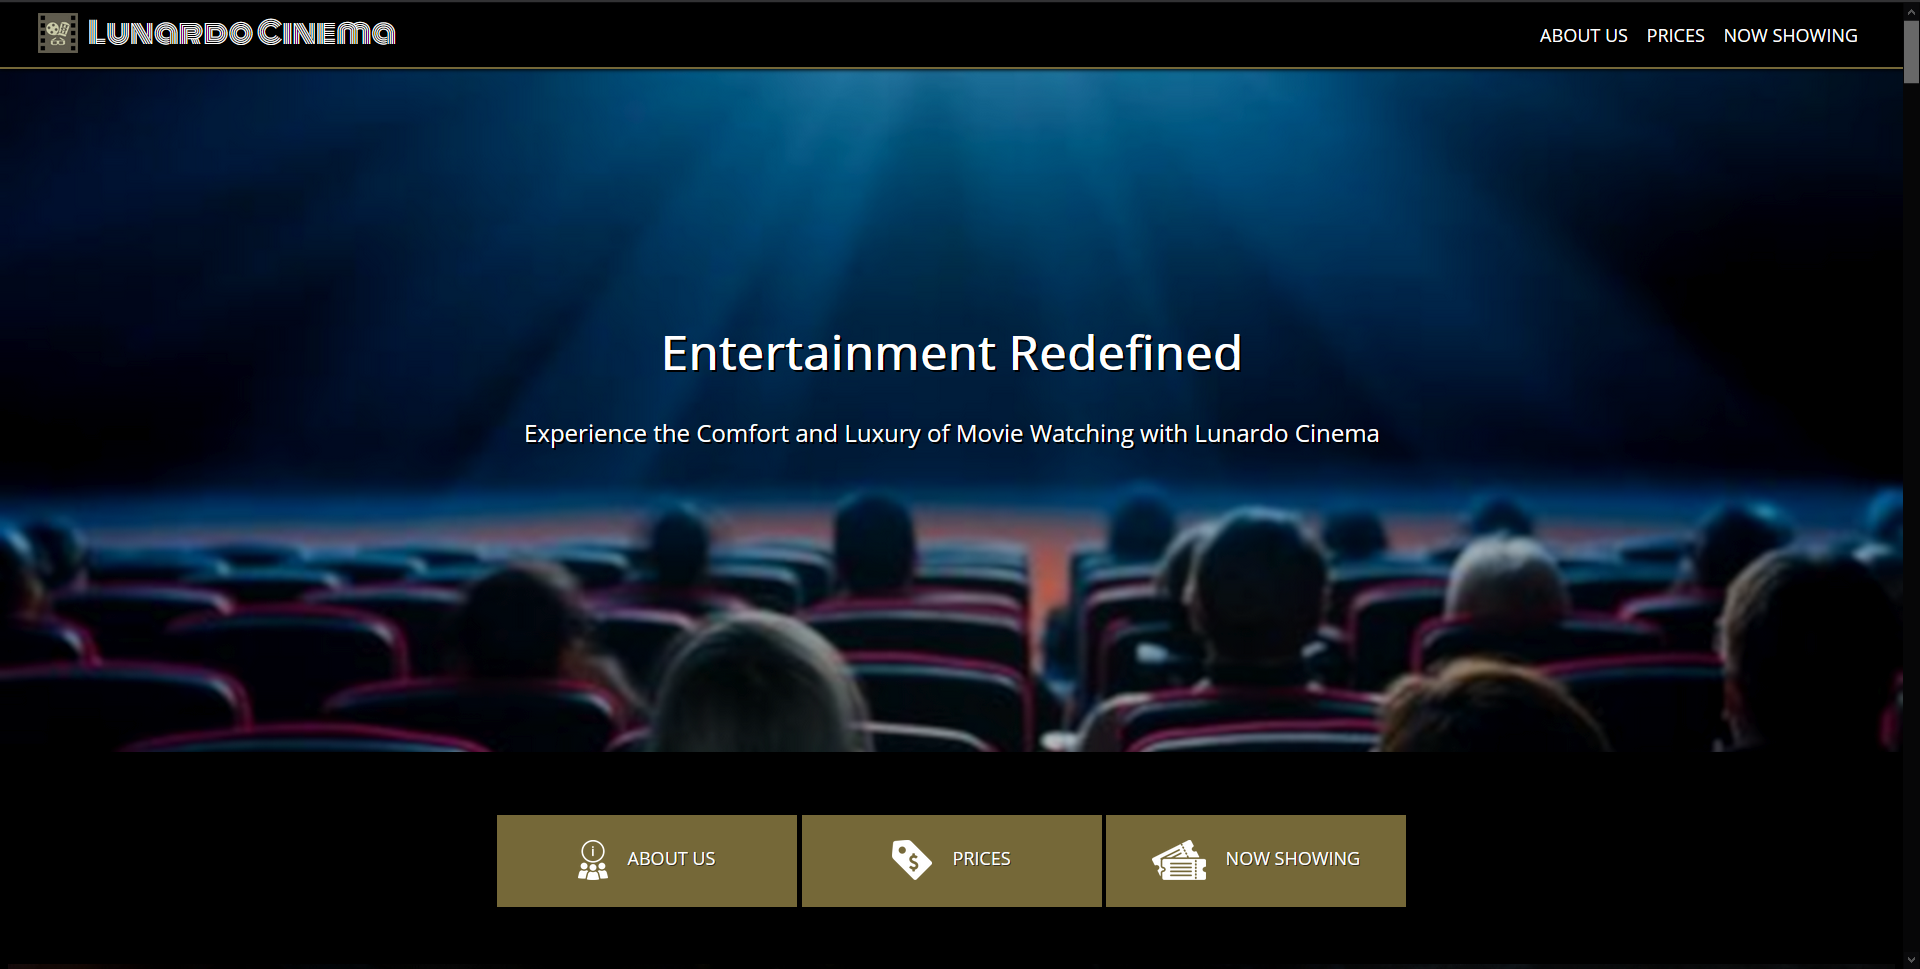 Lunardo Cinema
ABOUT US PRICES NOW SHOWING
Entertainment Redefined
Experience the Comfort and Luxury of Movie Watching with Lunardo Cinema
ABOUT US PRICES NOW SHOWING